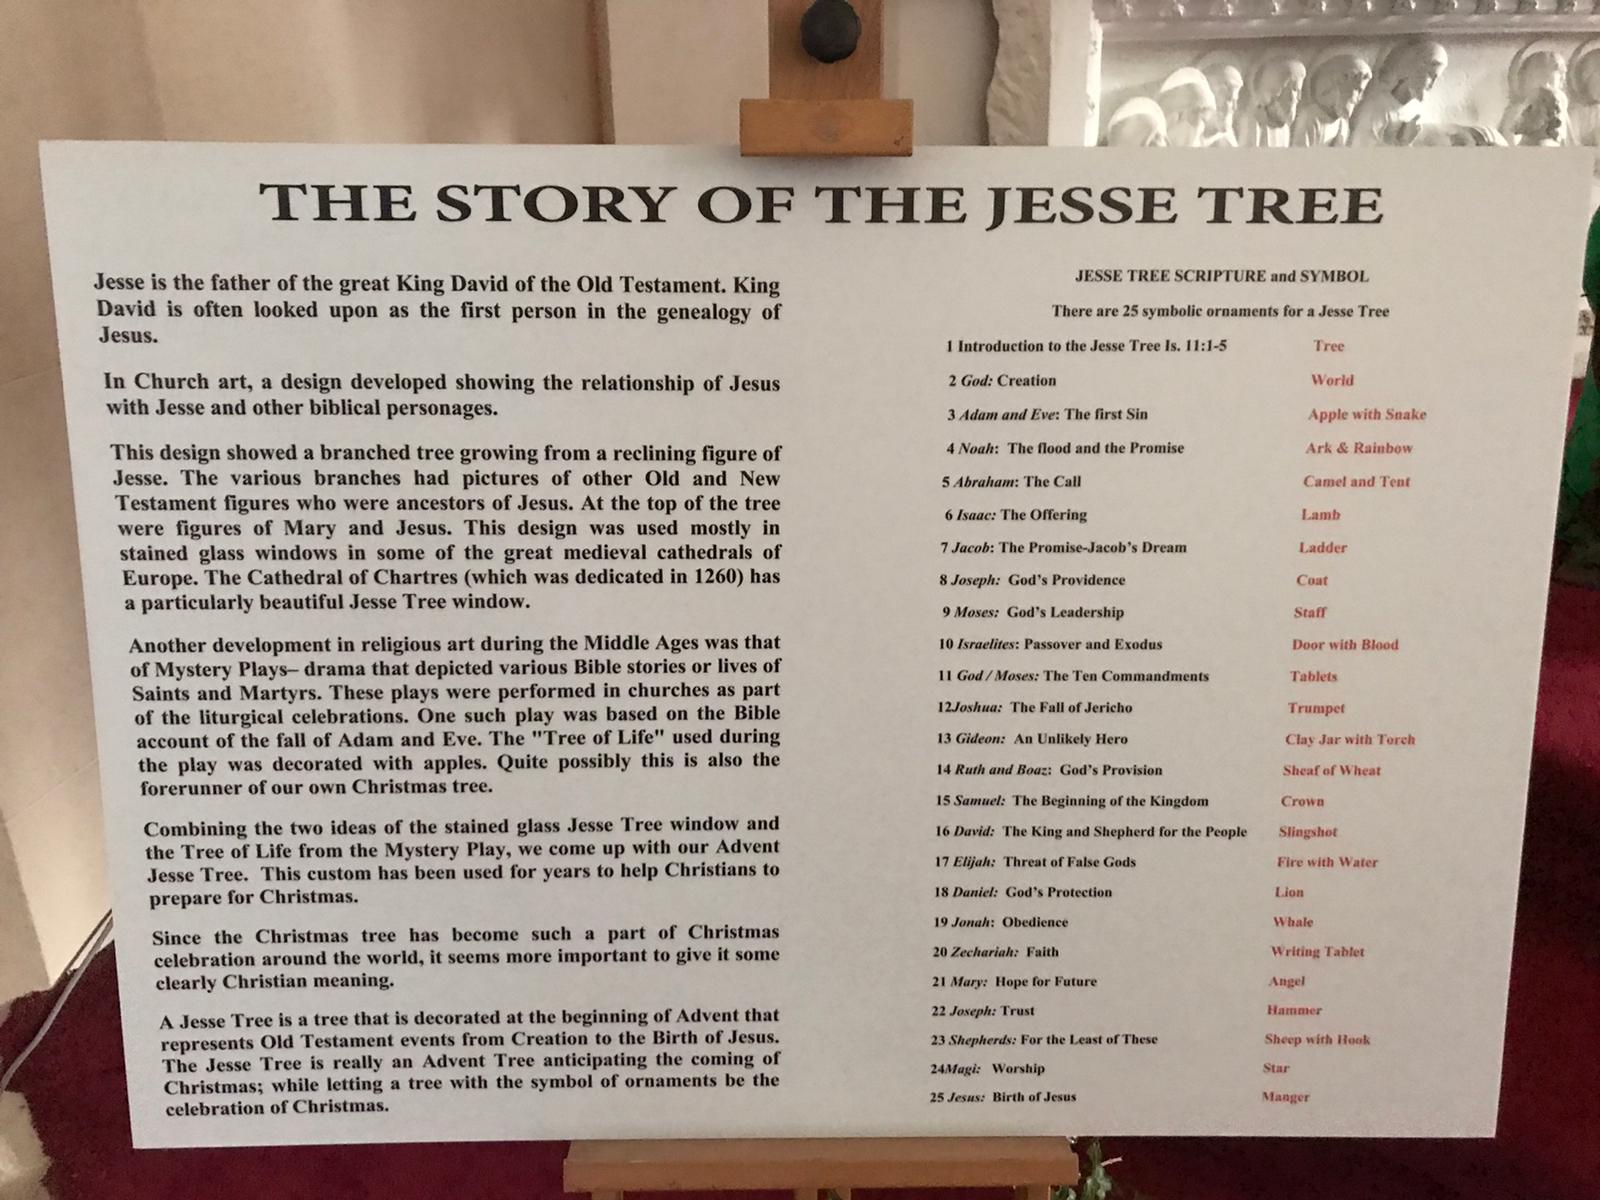 THE STORY OF THE JESSE TREE
Jesse is the father of the great King David of the Old Testament. King
David is often looked upon as the first person in the genealogy of
Jesus.
In Church art, a design developed showing the relationship of Jesus
with Jesse and other biblical personages.
This design showed a branched tree growing from a reclining figure of
Jesse. The various branches had pictures of other Old and New
Testament figures who were ancestors of Jesus. At the top of the tree
were figures of Mary and Jesus. This design was used mostly in
stained glass windows in some of the great medieval cathedrals of
Europe. The Cathedral of Chartres (which was dedicated in 1260) has
a particularly beautiful Jesse Tree window.
Another development in religious art during the Middle Ages was that
of Mystery Plays– drama that depicted various Bible stories or lives of
Saints and Martyrs. These plays were performed in churches as part
of the liturgical celebrations. One such play was based on the Bible
account of the fall of Adam and Eve. The "Tree of Life" used during
the play was decorated with apples. Quite possibly this is also the
forerunner of our own Christmas tree.
Combining the two ideas of the stained glass Jesse Tree window and
the Tree of Life from the Mystery Play, we come up with our Advent
Jesse Tree. This custom has been used for years to help Christians to
prepare for Christmas.
Since the Christmas tree has become such a part of Christmas
celebration around the world, it seems more important to give it some
clearly Christian meaning.
A Jesse Tree is a tree that is decorated at the beginning of Advent that
represents Old Testament events from Creation to the Birth of Jesus.
The Jesse Tree is really an Advent Tree anticipating the coming of
Christmas; while letting a tree with the symbol of ornaments be the
celebration of Christmas.
JESSE TREE SCRIPTURE and SYMBOL
There are 25 symbolic ornaments for a Jesse Tree
1 Introduction to the Jesse Tree Is. 11:1-5 Tree
2 God: Creation World
3 Adam and Eve: The first Sin Apple with Snake
4 Noah: The flood and the Promise Ark & Rainbow
5 Abraham: The Call Camel and Tent
6 Isaac: The Offering Lamb
7 Jacob: The Promise-Jacob's Dream Ladder
8 Joseph: God's Providence Coat
9 Moses: God's Leadership Staff
10 Israelites: Passover and Exodus Door with Blood
11 God / Moses: The Ten Commandments Tablets
12Joshua: The Fall of Jericho Trumpet
13 Gideon: An Unlikely Hero Clay Jar with Torch
14 Ruth and Boaz: God's Provision Sheaf of Wheat
15 Samuel: The Beginning of the Kingdom Crown
16 David: The King and Shepherd for the People Slingshot
17 Elijah: Threat of False Gods Fire with Water
18 Daniel: God's Protection Lion
19 Jonah: Obedience Whale
20 Zechariah: Faith Writing Tablet
21 Mary: Hope for Future Angel
22 Joseph: Trust Hammer
23 Shepherds: For the Least of These Sheep with Hook
24Magi: Worship Star
25 Jesus: Birth of Jesus Manger